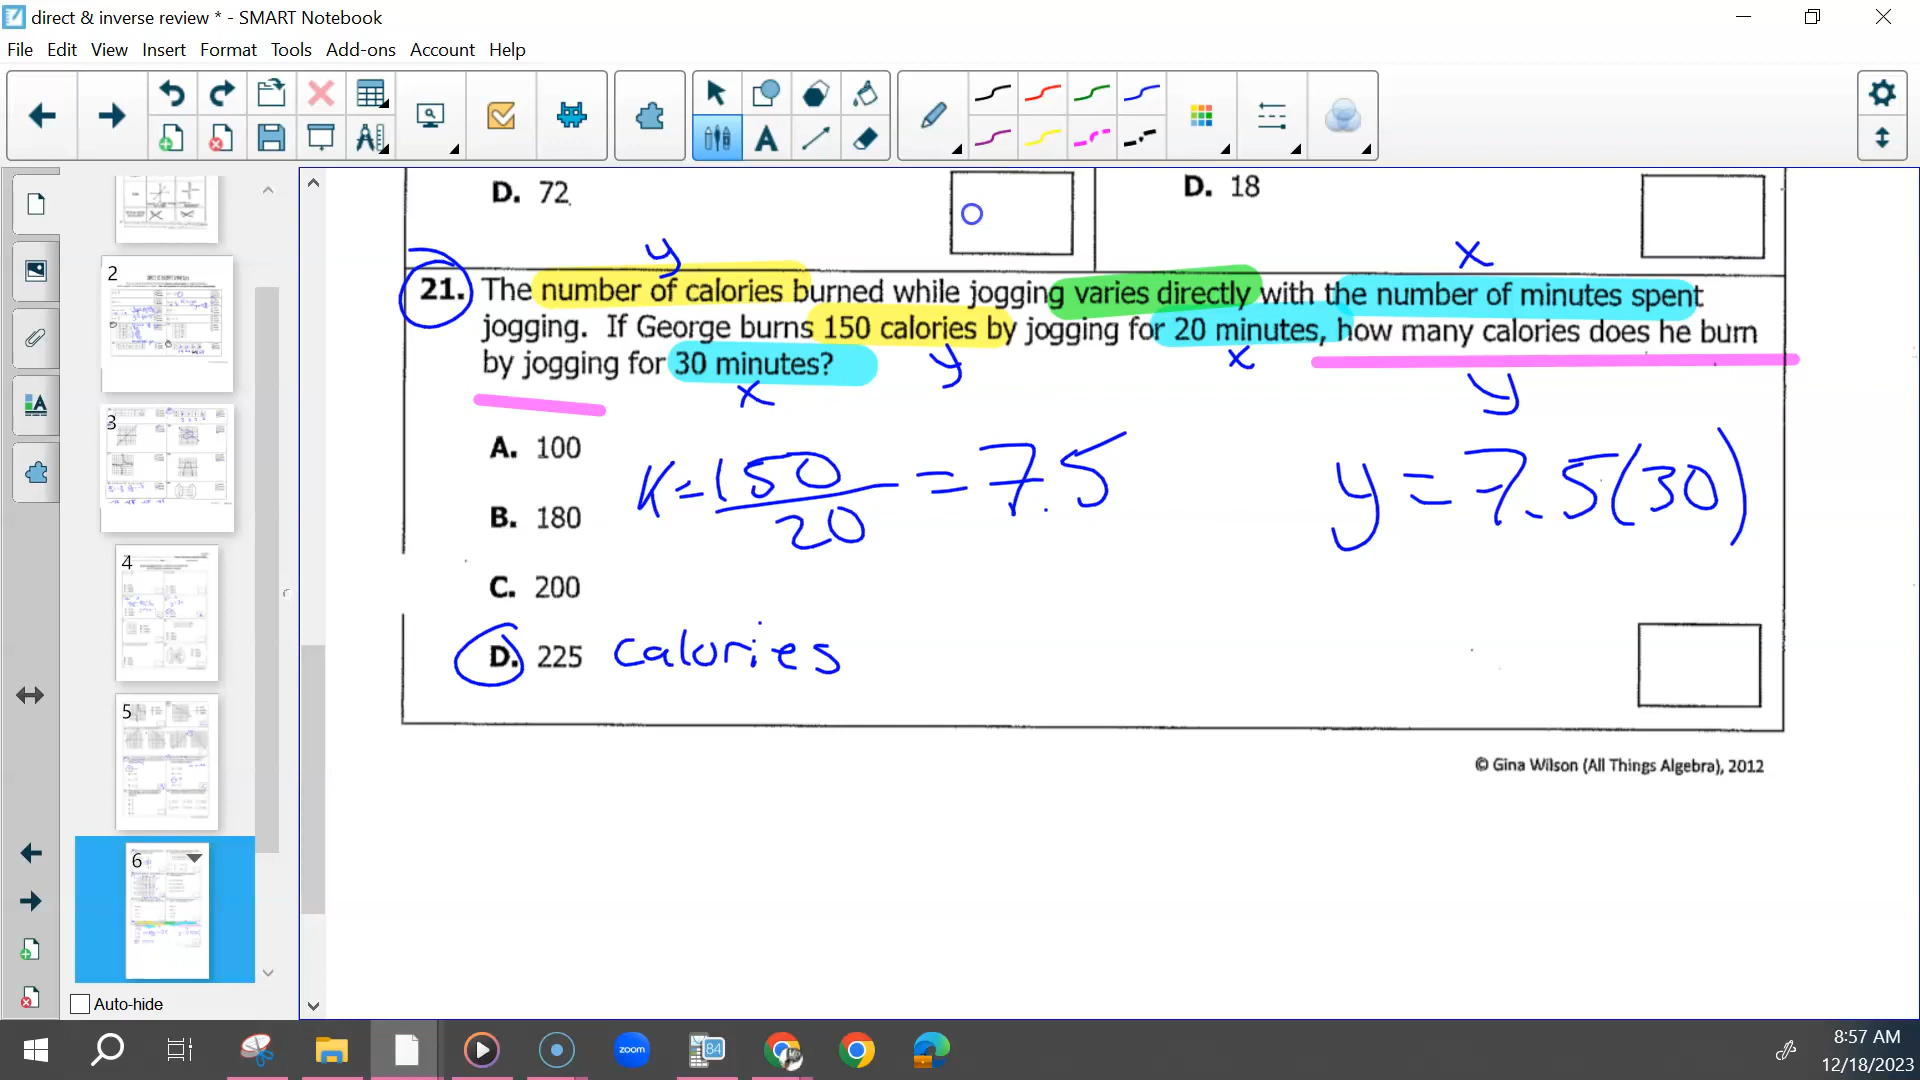 direct & inverse review * - SMART Notebook
File Edit View Insert Format Tools Add-ons Account Help
D. 72
D. 18
y
x
21. The number of calories burned while jogging varies directly with the number of minutes spent
jogging. If George burns 150 calories by jogging for 20 minutes, how many calories does he burn
by jogging for 30 minutes?
y
x
x
y
A. 100
K = 150/20 = 7.5
y = 7.5(30)
B. 180
C. 200
D. 225 calories
© Gina Wilson (All Things Algebra), 2012
2
3
4
5
6
Auto-hide
zoom
84
8:57 AM
12/18/2023